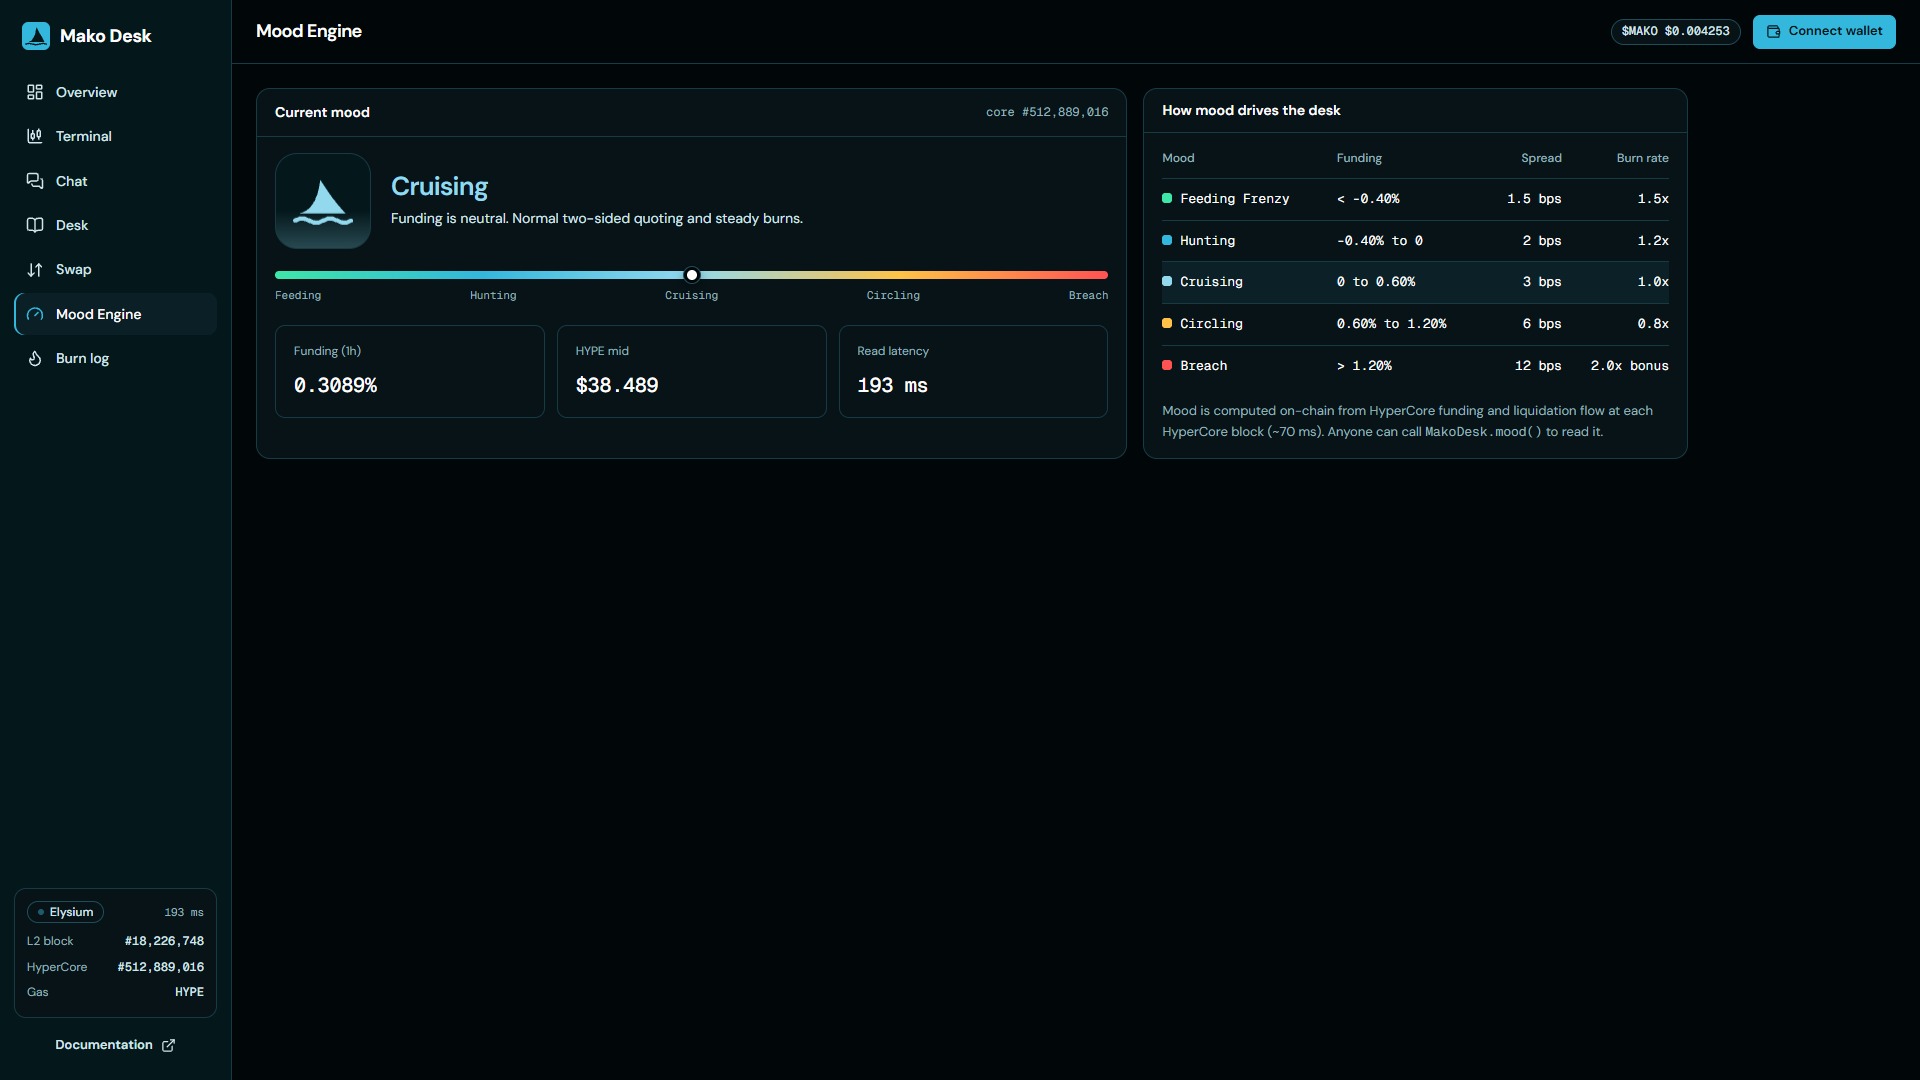 Mako Desk
Overview
Terminal
Chat
Desk
Swap
Mood Engine
Burn log
Elysium 193 ms
L2 block #18,226,748
HyperCore #512,889,016
Gas HYPE
Documentation
Mood Engine
$MAKO $0.004253
Connect wallet
Current mood core #512,889,016
Cruising
Funding is neutral. Normal two-sided quoting and steady burns.
Feeding Hunting Cruising Circling Breach
Funding (1h) HYPE mid Read latency
0.3089% $38.489 193 ms
How mood drives the desk
Mood Funding Spread Burn rate
Feeding Frenzy < -0.40% 1.5 bps 1.5x
Hunting -0.40% to 0 2 bps 1.2x
Cruising 0 to 0.60% 3 bps 1.0x
Circling 0.60% to 1.20% 6 bps 0.8x
Breach > 1.20% 12 bps 2.0x bonus
Mood is computed on-chain from HyperCore funding and liquidation flow at each
HyperCore block (~70 ms). Anyone can call MakoDesk.mood() to read it.